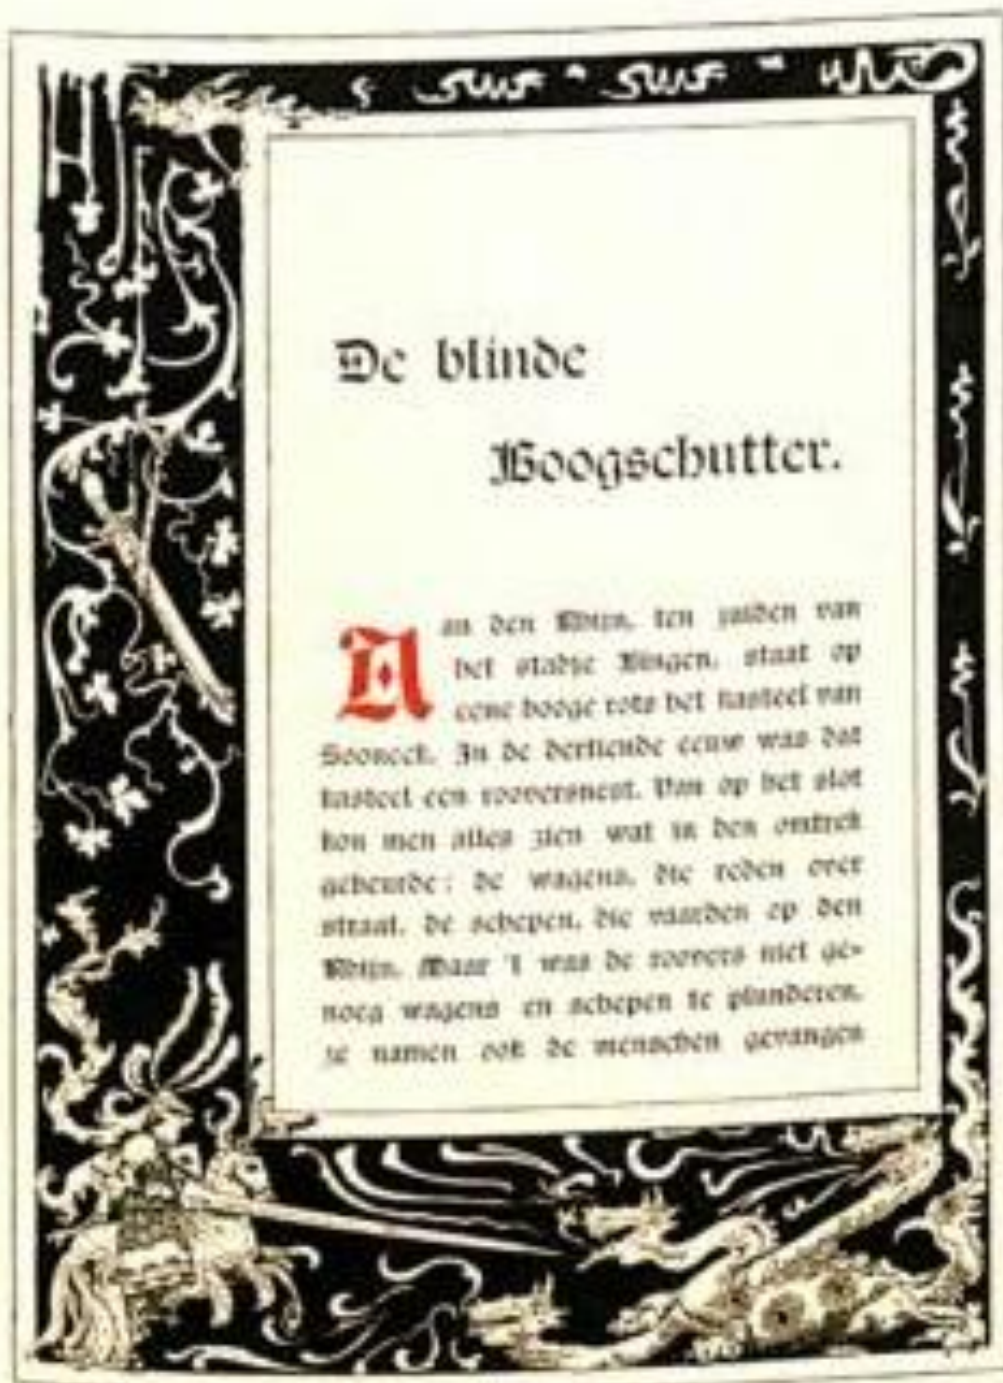 De blinde
Boogschutter.
Aan den Rhijn, ten zuiden van
het stadje Bingen, staat op
eene hooge rots het kasteel van
Sooneck. In de dertiende eeuw was dat
kasteel een rooversnest. Van op het slot
kon men alles zien wat in den omtrek
gebeurde: de wagens, die reden over
straat, de schepen, die vaarden op den
Rhijn. Maar 't was de roovers niet ge-
noeg wagens en schepen te plunderen,
ze namen ook de menschen gevangen